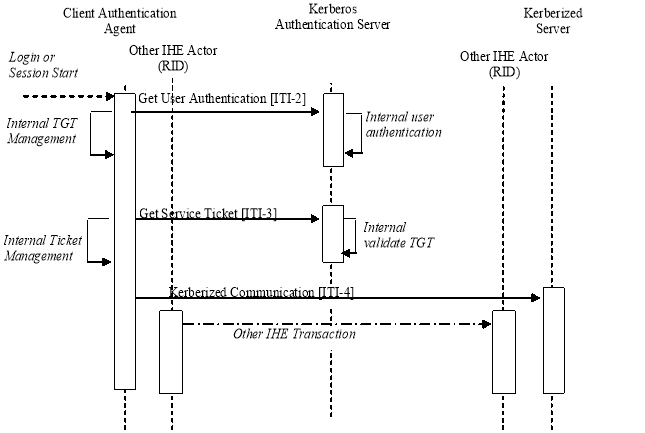 Client Authentication
Agent
Kerberos
Authentication Server
Kerberized
Server
Other IHE Actor
(RID)
Other IHE Actor
(RID)
Login or
Session Start
Get User Authentication [ITI-2]
Internal TGT
Management
Internal user
authentication
Get Service Ticket [ITI-3]
Internal Ticket
Management
Internal
validate TGT
Kerberized Communication [ITI-4]
Other IHE Transaction